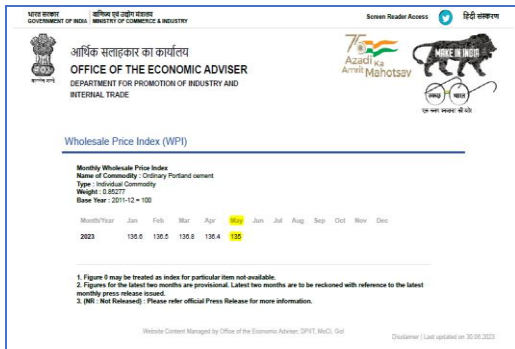 भारत सरकार
GOVERNMENT OF INDIA
वाणिज्य एवं उद्योग मंत्रालय
MINISTRY OF COMMERCE & INDUSTRY
Screen Reader Access
हिंदी संस्करण
आर्थिक सलाहकार का कार्यालय
OFFICE OF THE ECONOMIC ADVISER
DEPARTMENT FOR PROMOTION OF INDUSTRY AND
INTERNAL TRADE
75
Azadi Ka
Amrit Mahotsav
MAKE IN INDIA
स्वच्छ भारत
एक कदम स्वच्छता की ओर
Wholesale Price Index (WPI)
Monthly Wholesale Price Index
Name of Commodity : Ordinary Portland cement
Type : Individual Commodity
Weight : 0.85277
Base Year : 2011-12 = 100
Month/Year Jan Feb Mar Apr May Jun Jul Aug Sep Oct Nov Dec
2023 136.6 136.5 136.8 136.4 135
1. Figure 0 may be treated as index for particular item not-available.
2. Figures for the latest two months are provisional. Latest two months are to be reckoned with reference to the latest
monthly press release issued.
3. (NR : Not Released) : Please refer official Press Release for more information.
Website Content Managed by Office of the Economic Adviser, DPIIT, MoCI, GoI
Disclaimer | Last updated on 30.06.2023